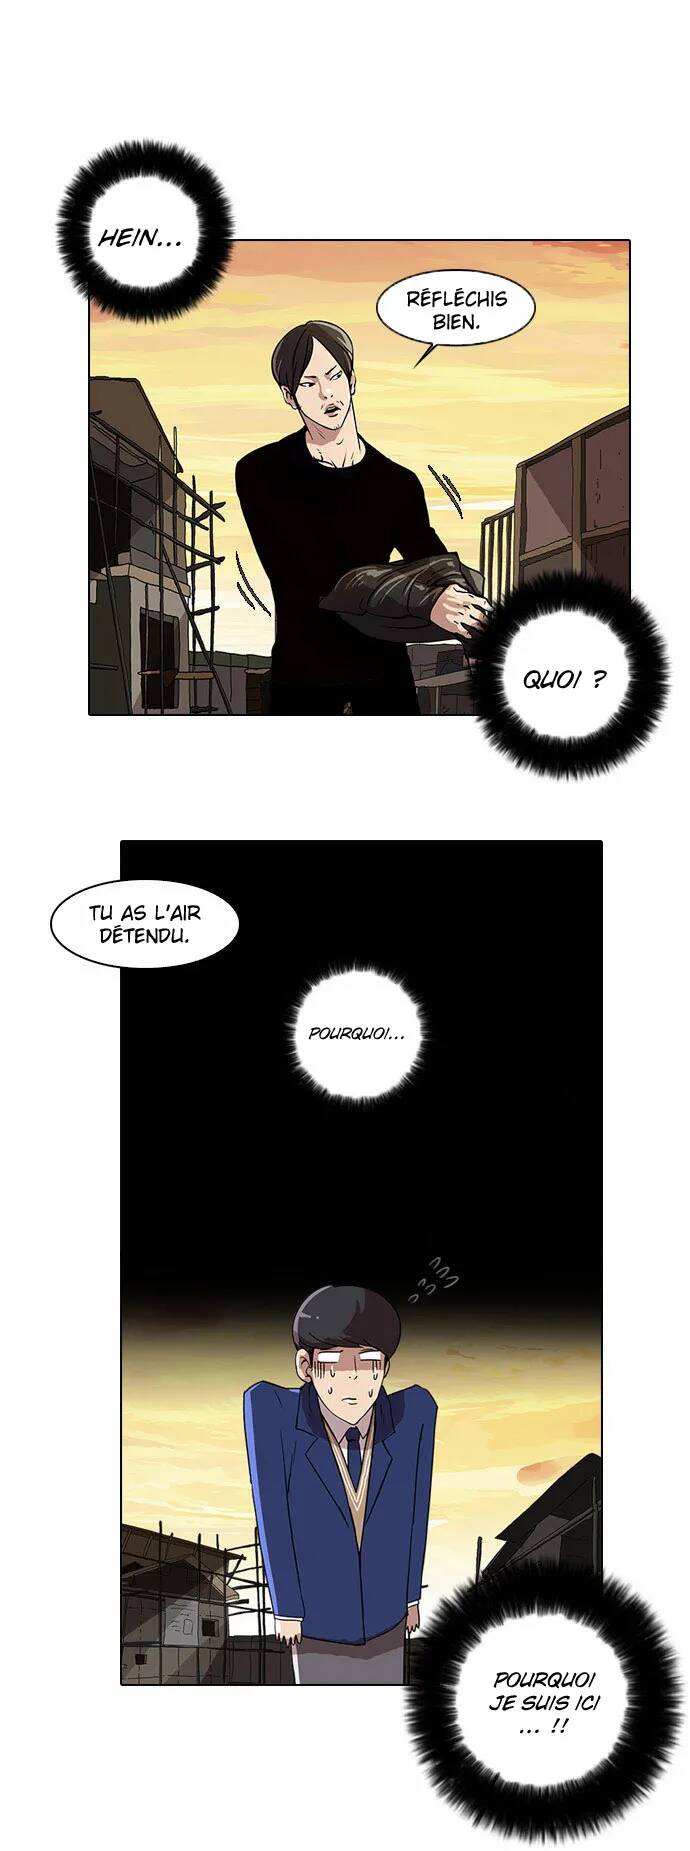 HEIN...
RÉFLÉCHIS
BIEN.
QUOI ?
TU AS L'AIR
DÉTENDU.
POURQUOI...
POURQUOI
JE SUIS ICI
... !!